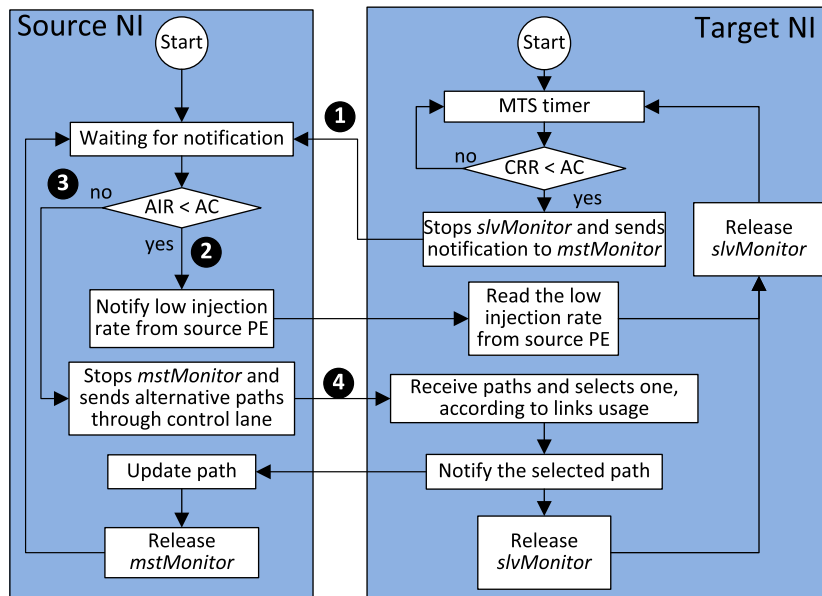 Source NI
Target NI
Start
Start
MTS timer
1
Waiting for notification
no
CRR < AC
3
no
yes
AIR < AC
Stops slvMonitor and sends
notification to mstMonitor
Release
slvMonitor
yes
2
Notify low injection
rate from source PE
Read the low
injection rate
from source PE
Stops mstMonitor and
sends alternative paths
through control lane
4
Receive paths and selects one,
according to links usage
Update path
Notify the selected path
Release
mstMonitor
Release
slvMonitor